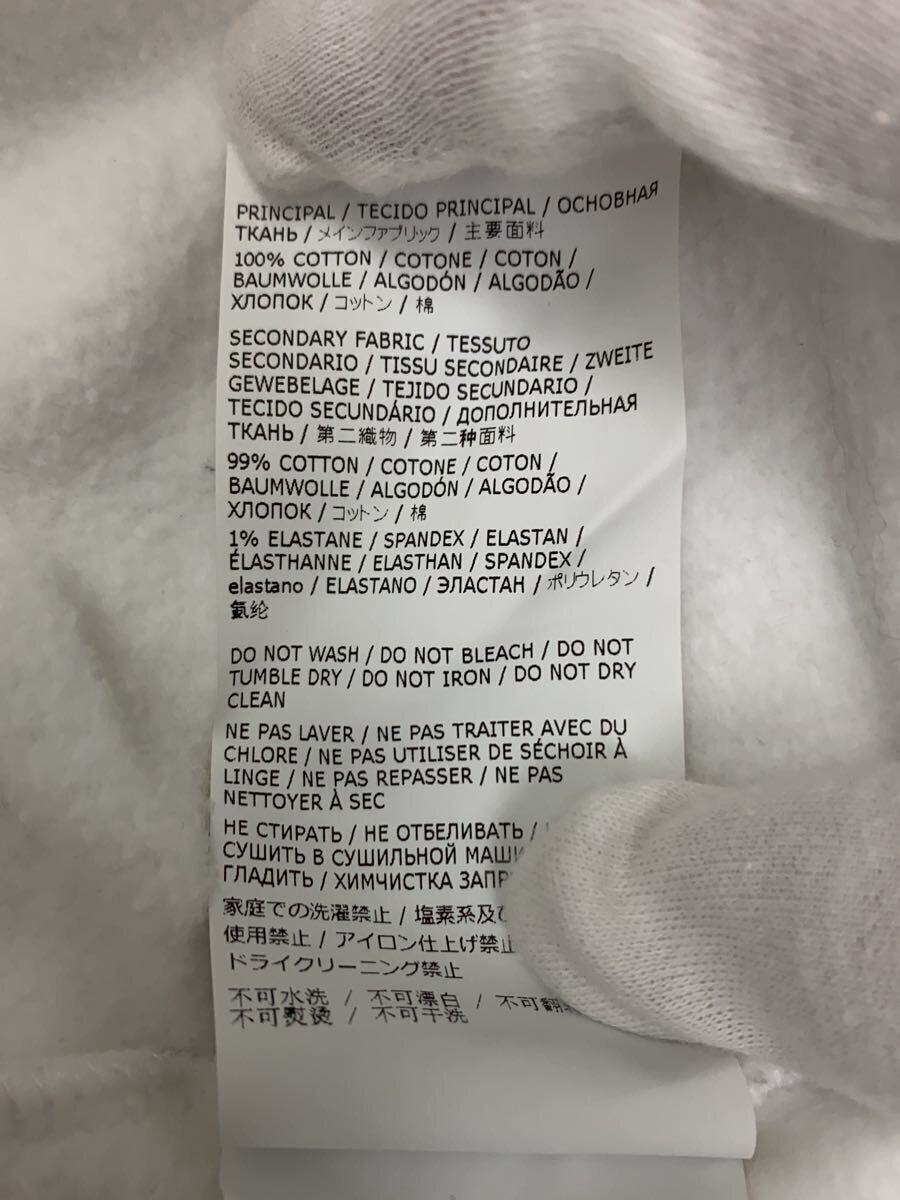 PRINCIPAL / TECIDO PRINCIPAL / ОСНОВНАЯ
ТКАНЬ / メインファブリック / 主要面料
100% COTTON / COTONE / COTON /
BAUMWOLLE / ALGODÓN / ALGODÃO /
ХЛОПОК / コットン / 棉
SECONDARY FABRIC / TESSUTO
SECONDARIO / TISSU SECONDAIRE / ZWEITE
GEWEBELAGE / TEJIDO SECUNDARIO /
TECIDO SECUNDÁRIO / ДОПОЛНИТЕЛЬНАЯ
ТКАНЬ / 第二織物 / 第二种面料
99% COTTON / COTONE / COTON /
BAUMWOLLE / ALGODÓN / ALGODÃO /
ХЛОПОК / コットン / 棉
1% ELASTANE / SPANDEX / ELASTAN /
ÉLASTHANNE / ELASTHAN / SPANDEX /
elastano / ELASTANO / ЭЛАСТАН / ポリウレタン /
氨纶
DO NOT WASH / DO NOT BLEACH / DO NOT
TUMBLE DRY / DO NOT IRON / DO NOT DRY
CLEAN
NE PAS LAVER / NE PAS TRAITER AVEC DU
CHLORE / NE PAS UTILISER DE SÉCHOIR À
LINGE / NE PAS REPASSER / NE PAS
NETTOYER À SEC
НЕ СТИРАТЬ / НЕ ОТБЕЛИВАТЬ /
СУШИТЬ В СУШИЛЬНОЙ
ГЛАДИТЬ / ХИМЧИСТКА
家庭での洗濯禁止 / 塩素系及び
使用禁止 / アイロン仕上げ禁止
ドライクリーニング禁止
不可水洗 / 不可漂白 / 不可翻
不可熨烫 / 不可干洗